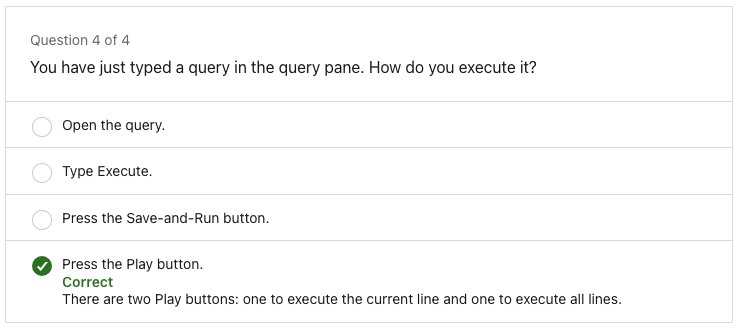 Question 4 of 4
You have just typed a query in the query pane. How do you execute it?
Open the query.
Type Execute.
Press the Save-and-Run button.
Press the Play button.
Correct
There are two Play buttons: one to execute the current line and one to execute all lines.